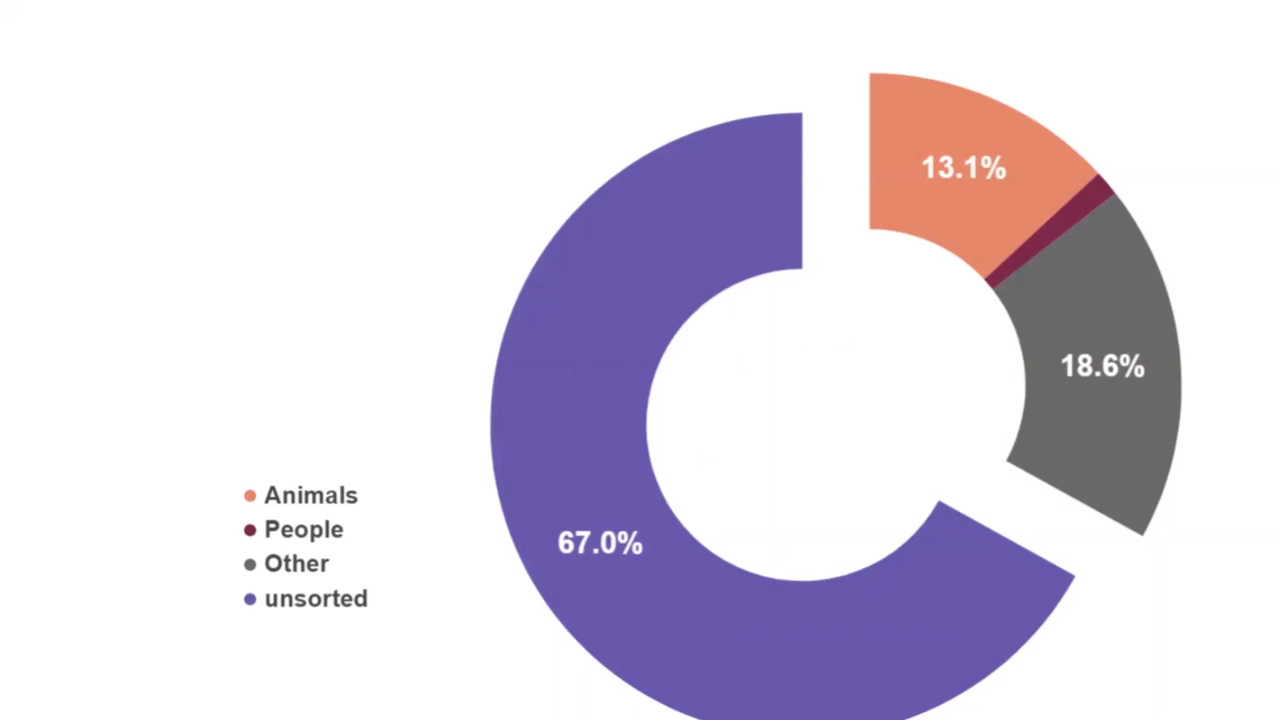 13.1%
18.6%
67.0%
Animals
People
Other
unsorted